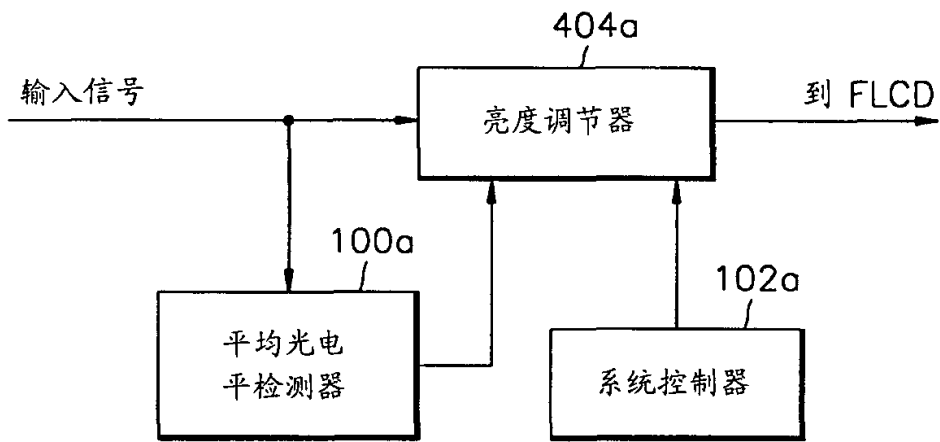 404a
输入信号
亮度调节器
到 FLCD
100a
平均光电
平检测器
102a
系统控制器